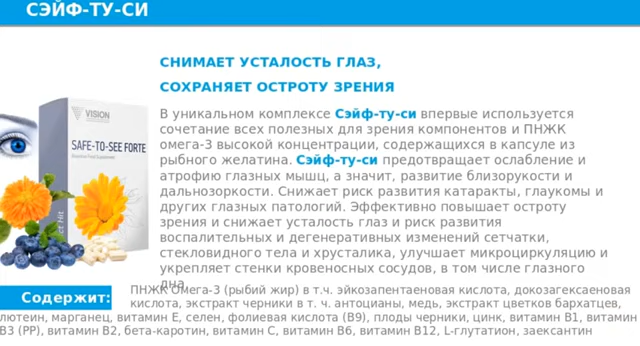 СЭЙФ-ТУ-СИ
СНИМАЕТ УСТАЛОСТЬ ГЛАЗ,
СОХРАНЯЕТ ОСТРОТУ ЗРЕНИЯ
В уникальном комплексе Сэйф-ту-си впервые используется
сочетание всех полезных для зрения компонентов и ПНЖК
омега-3 высокой концентрации, содержащихся в капсуле из
рыбного желатина. Сэйф-ту-си предотвращает ослабление и
атрофию глазных мышц, а значит, развитие близорукости и
дальнозоркости. Снижает риск развития катаракты, глаукомы и
других глазных патологий. Эффективно повышает остроту
зрения и снижает усталость глаз и риск развития
воспалительных и дегенеративных изменений сетчатки,
стекловидного тела и хрусталика, улучшает микроциркуляцию и
укрепляет стенки кровеносных сосудов, в том числе глазного
дна.
VISION
SAFE-TO-SEE FORTE
Содержит:
ПНЖК Омега-3 (рыбий жир) в т.ч. эйкозапентаеновая кислота, докозагексаеновая
кислота, экстракт черники в т. ч. антоцианы, медь, экстракт цветков бархатцев,
лютеин, марганец, витамин Е, селен, фолиевая кислота (В9), плоды черники, цинк, витамин В1, витамин
В3 (РР), витамин В2, бета-каротин, витамин С, витамин В6, витамин В12, L-глутатион, заексантин